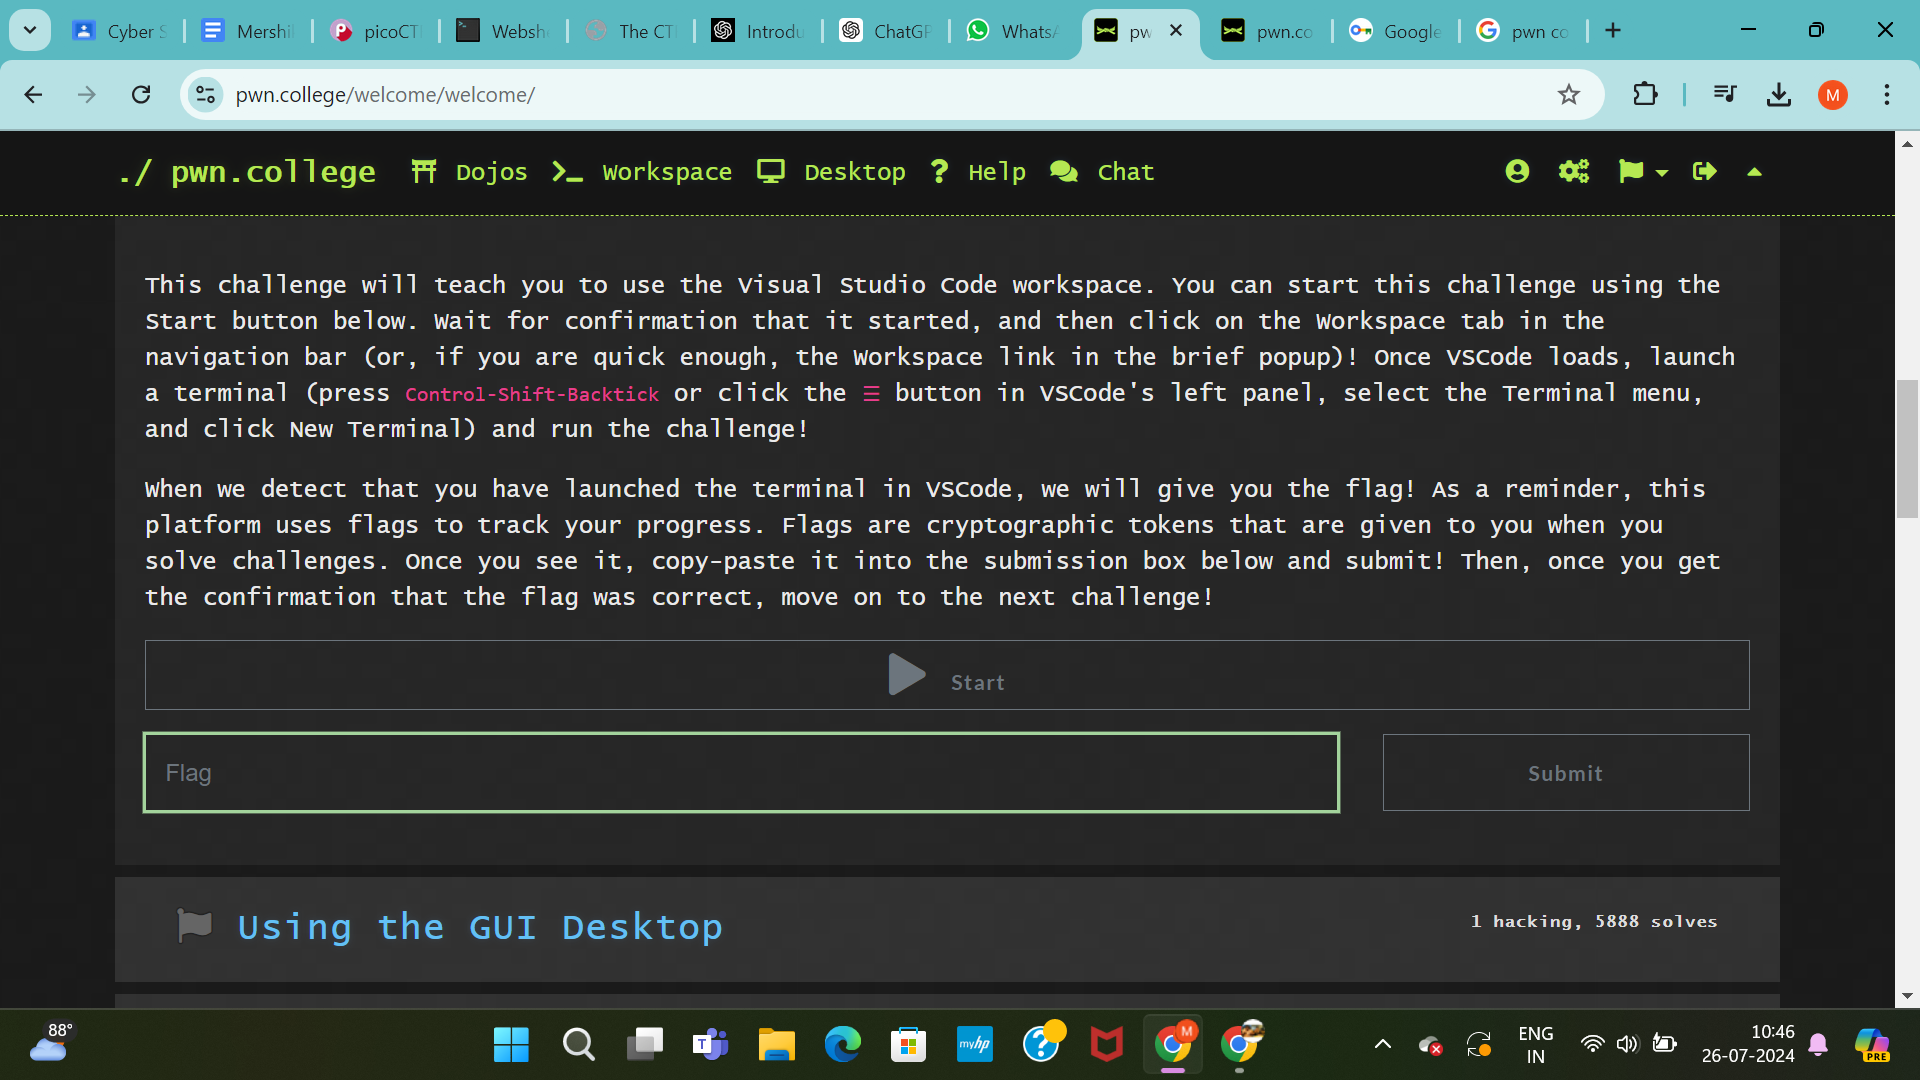 Cyber S
Mershi
picoCT
Websh
The CT
Introdu
ChatGP
WhatsA
pw
pwn.co
Google
pwn co
pwn.college/welcome/welcome/
M
./ pwn.college Dojos Workspace Desktop ? Help Chat
This challenge will teach you to use the Visual Studio Code workspace. You can start this challenge using the
Start button below. Wait for confirmation that it started, and then click on the Workspace tab in the
navigation bar (or, if you are quick enough, the Workspace link in the brief popup)! Once VSCode loads, launch
a terminal (press Control-Shift-Backtick or click the ☰ button in VSCode's left panel, select the Terminal menu,
and click New Terminal) and run the challenge!
When we detect that you have launched the terminal in VSCode, we will give you the flag! As a reminder, this
platform uses flags to track your progress. Flags are cryptographic tokens that are given to you when you
solve challenges. Once you see it, copy-paste it into the submission box below and submit! Then, once you get
the confirmation that the flag was correct, move on to the next challenge!
Start
Flag
Submit
Using the GUI Desktop
1 hacking, 5888 solves
88°
T
myhp
?
M
ENG
IN
10:46
26-07-2024
PRE